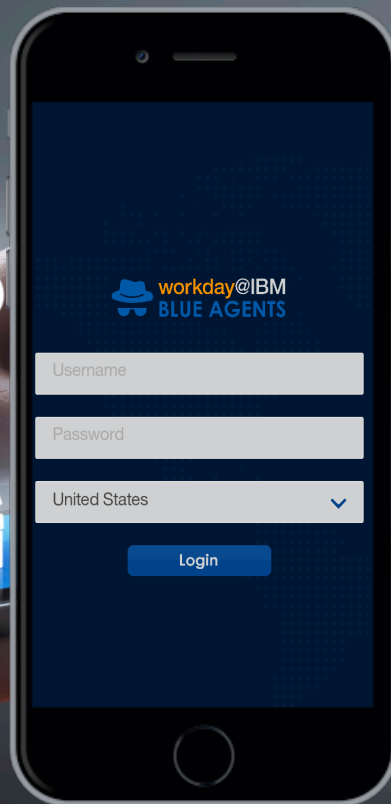 workday@IBM
BLUE AGENTS
Username
Password
United States
Login